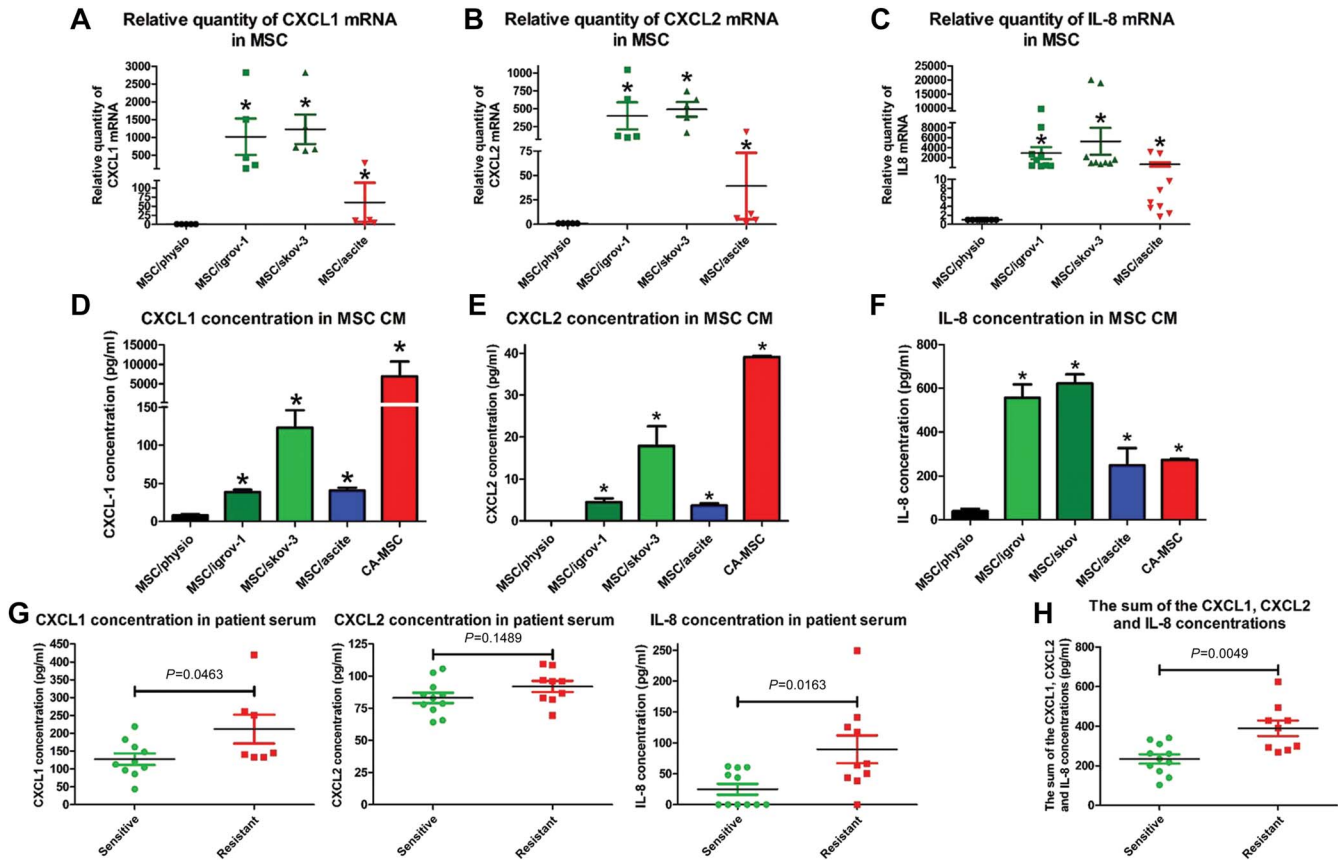 A
Relative quantity of CXCL1 mRNA
in MSC
Relative quantity of
CXCL1 mRNA
3000
2500
2000
1500
1000
500
100
75
50
25
0
*
*
*
MSC/physio
MSC/igrov-1
MSC/skov-3
MSC/ascite
B
Relative quantity of CXCL2 mRNA
in MSC
Relative quantity of
CXCL2 mRNA
1000
750
500
250
75
50
25
0
*
*
*
MSC/physio
MSC/igrov-1
MSC/skov-3
MSC/ascite
C
Relative quantity of IL-8 mRNA
in MSC
Relative quantity of
IL8 mRNA
25000
20000
15000
10000
8000
6000
4000
2000
10
8
6
4
2
0
*
*
*
MSC/physio
MSC/igrov-1
MSC/skov-3
MSC/ascite
D
CXCL1 concentration in MSC CM
CXCL-1 concentration (pg/ml)
15000
10000
5000
150
100
50
0
*
*
*
*
MSC/physio
MSC/igrov-1
MSC/skov-3
MSC/ascite
CA-MSC
E
CXCL2 concentration in MSC CM
CXCL2 concentration (pg/ml)
40
30
20
10
0
*
*
*
*
MSC/physio
MSC/igrov-1
MSC/skov-3
MSC/ascite
CA-MSC
F
IL-8 concentration in MSC CM
IL-8 concentration (pg/ml)
800
600
400
200
0
*
*
*
*
MSC/physio
MSC/igrov
MSC/skov
MSC/ascite
CA-MSC
G
CXCL1 concentration in patient serum
CXCL1 concentration (pg/ml)
450
400
350
300
250
200
150
100
50
0
P=0.0463
Sensitive
Resistant
CXCL2 concentration in patient serum
CXCL2 concentration (pg/ml)
125
100
75
50
25
0
P=0.1489
Sensitive
Resistant
IL-8 concentration in patient serum
IL-8 concentration (pg/ml)
250
200
150
100
50
0
P=0.0163
Sensitive
Resistant
H
The sum of the CXCL1, CXCL2
and IL-8 concentrations
The sum of the CXCL1, CXCL2
and IL-8 concentrations (pg/ml)
800
600
400
200
0
P=0.0049
Sensitive
Resistant